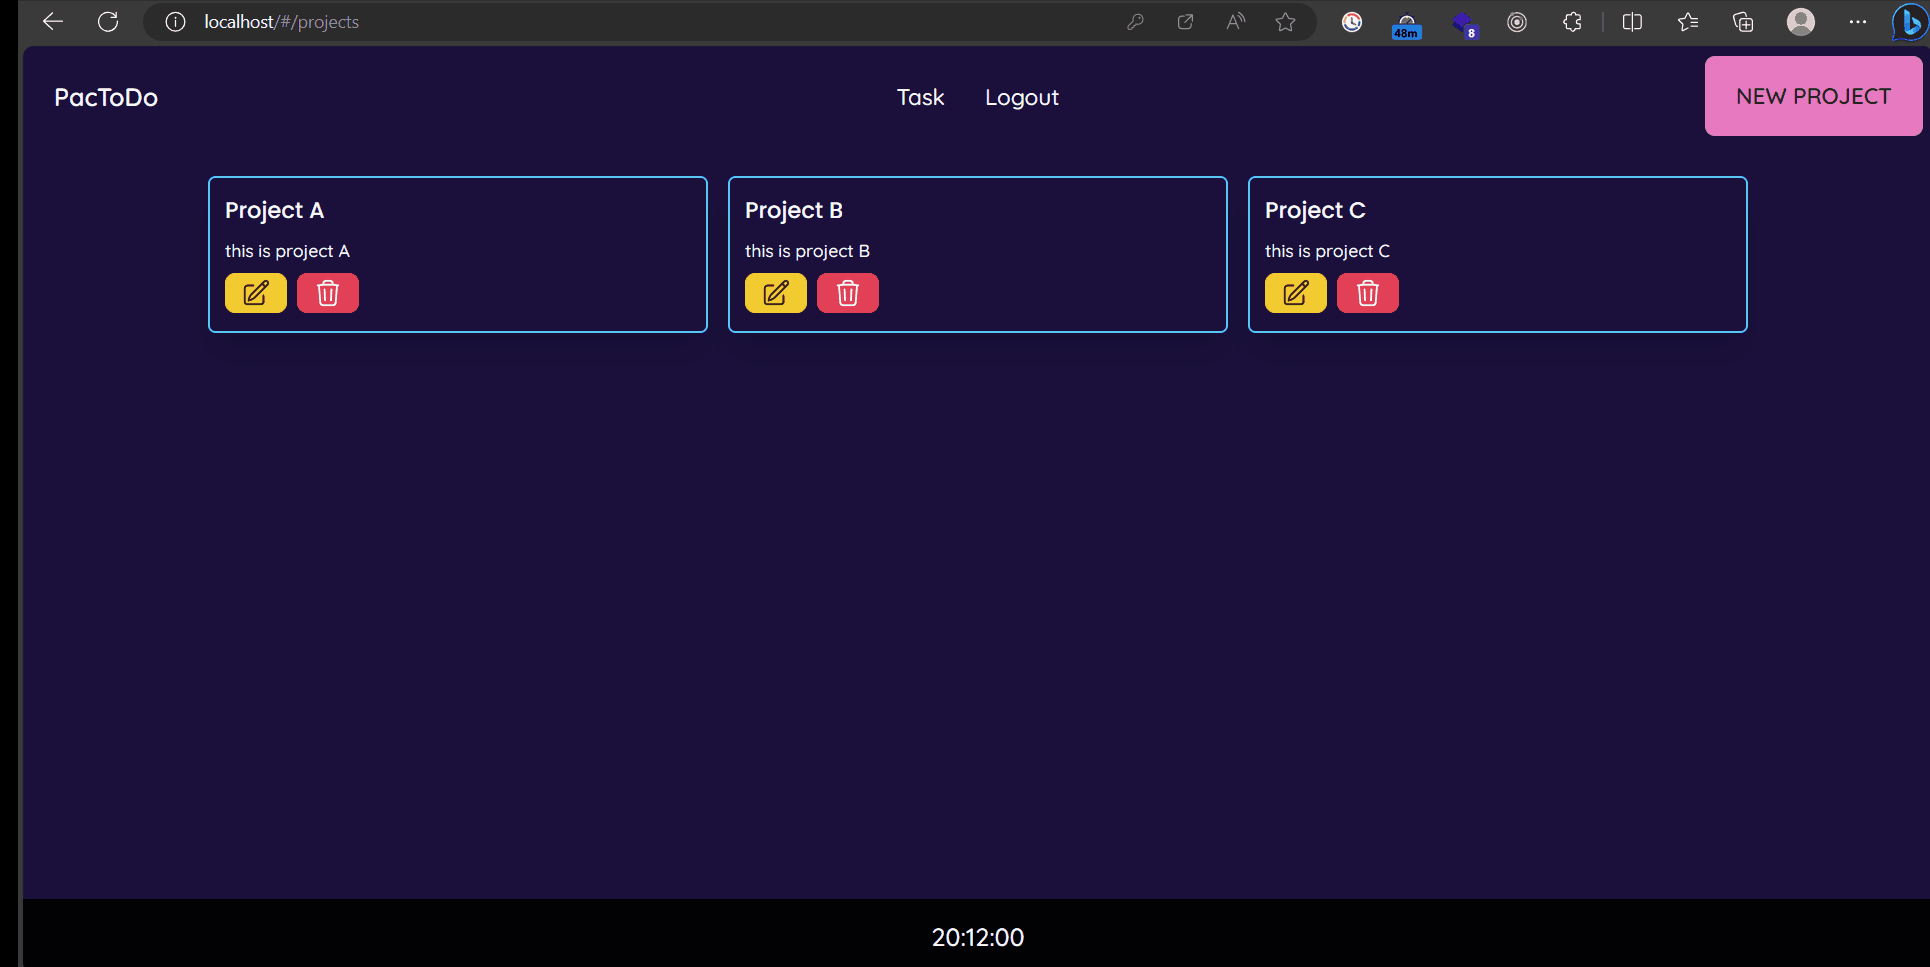 localhost/#/projects
48m
8
PacToDo
Task
Logout
NEW PROJECT
Project A
this is project A
Project B
this is project B
Project C
this is project C
20:12:00